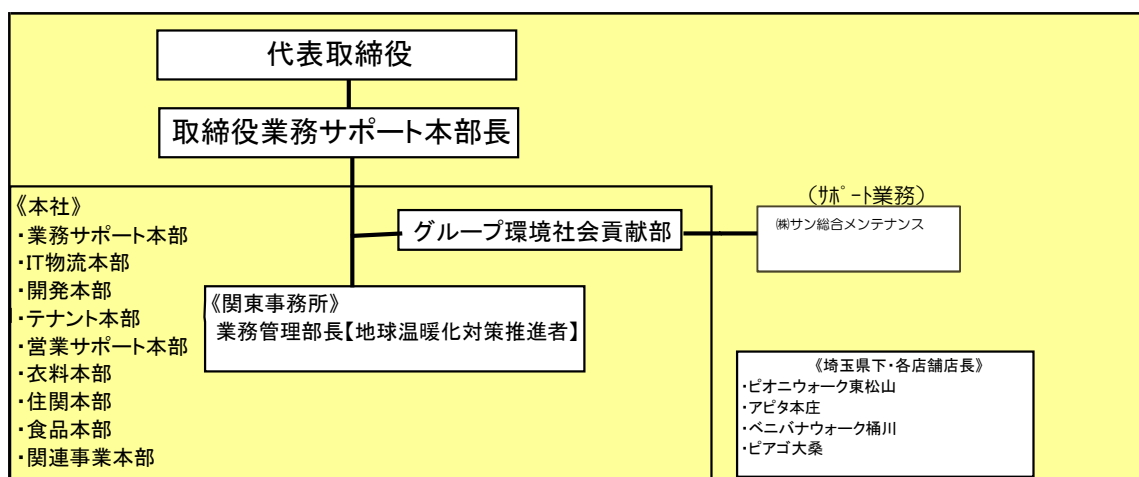 代表取締役
取締役業務サポート本部長
《本社》
・業務サポート本部
・IT物流本部
・開発本部
・テナント本部
・営業サポート本部
・衣料本部
・住関本部
・食品本部
・関連事業本部
グループ環境社会貢献部
《関東事務所》
業務管理部長【地球温暖化対策推進者】
(ｻﾎﾟｰﾄ業務)
㈱サン総合メンテナンス
《埼玉県下・各店舗店長》
・ピオニウォーク東松山
・アピタ本庄
・ベニバナウォーク桶川
・ピアゴ大桑